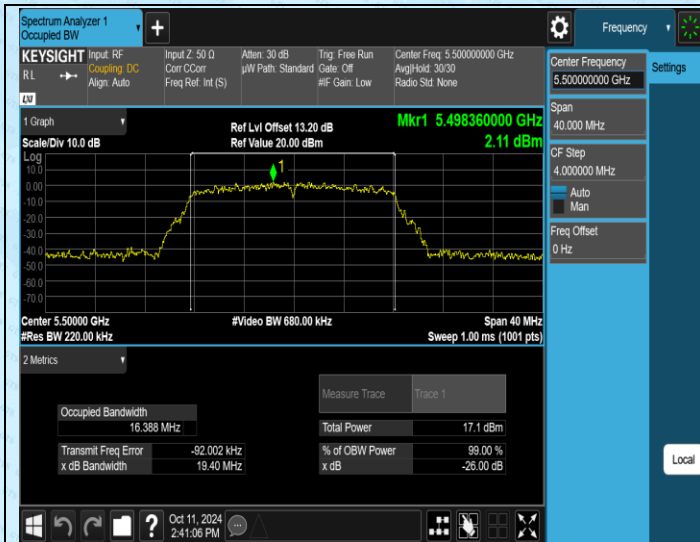 Spectrum Analyzer 1
Occupied BW
Frequency
KEYSIGHT
RL
LXI
Input: RF
Coupling: DC
Align: Auto
Input Z: 50 Ω
Corr CCorr
Freq Ref: Int (S)
Atten: 30 dB
µW Path: Standard
Trig: Free Run
Gate: Off
#IF Gain: Low
Center Freq: 5.500000000 GHz
Avg|Hold: 30/30
Radio Std: None
Center Frequency
5.500000000 GHz
Settings
Span
40.000 MHz
CF Step
4.000000 MHz
Auto
Man
Freq Offset
0 Hz
Local
1 Graph
Scale/Div 10.0 dB
Ref Lvl Offset 13.20 dB
Ref Value 20.00 dBm
Mkr1 5.498360000 GHz
2.11 dBm
Log
10.0
0.00
-10.0
-20.0
-30.0
-40.0
-50.0
-60.0
-70.0
1
Center 5.50000 GHz
#Res BW 220.00 kHz
#Video BW 680.00 kHz
Span 40 MHz
Sweep 1.00 ms (1001 pts)
2 Metrics
Measure Trace
Trace 1
Occupied Bandwidth
16.388 MHz
Total Power
17.1 dBm
Transmit Freq Error
-92.002 kHz
% of OBW Power
99.00 %
x dB Bandwidth
19.40 MHz
x dB
-26.00 dB
Oct 11, 2024
2:41:06 PM